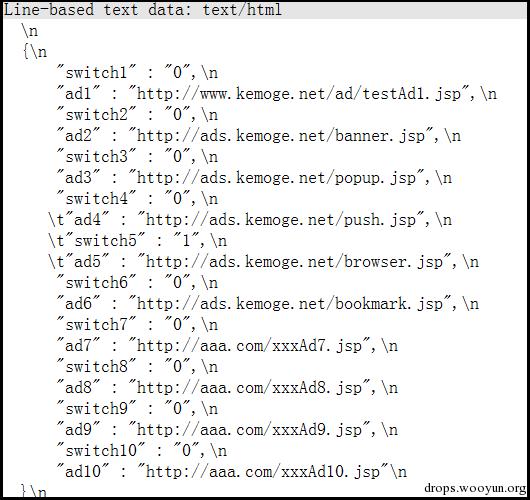 Line-based text data: text/html
\n
{\n
"switch1" : "0",\n
"ad1" : "http://www.kemoge.net/ad/testAd1.jsp",\n
"switch2" : "0",\n
"ad2" : "http://ads.kemoge.net/banner.jsp",\n
"switch3" : "0",\n
"ad3" : "http://ads.kemoge.net/popup.jsp",\n
"switch4" : "0",\n
\t"ad4" : "http://ads.kemoge.net/push.jsp",\n
\t"switch5" : "1",\n
\t"ad5" : "http://ads.kemoge.net/browser.jsp",\n
"switch6" : "0",\n
"ad6" : "http://ads.kemoge.net/bookmark.jsp",\n
"switch7" : "0",\n
"ad7" : "http://aaa.com/xxxAd7.jsp",\n
"switch8" : "0",\n
"ad8" : "http://aaa.com/xxxAd8.jsp",\n
"switch9" : "0",\n
"ad9" : "http://aaa.com/xxxAd9.jsp",\n
"switch10" : "0",\n
"ad10" : "http://aaa.com/xxxAd10.jsp"\n
}\n
drops.wooyun.org